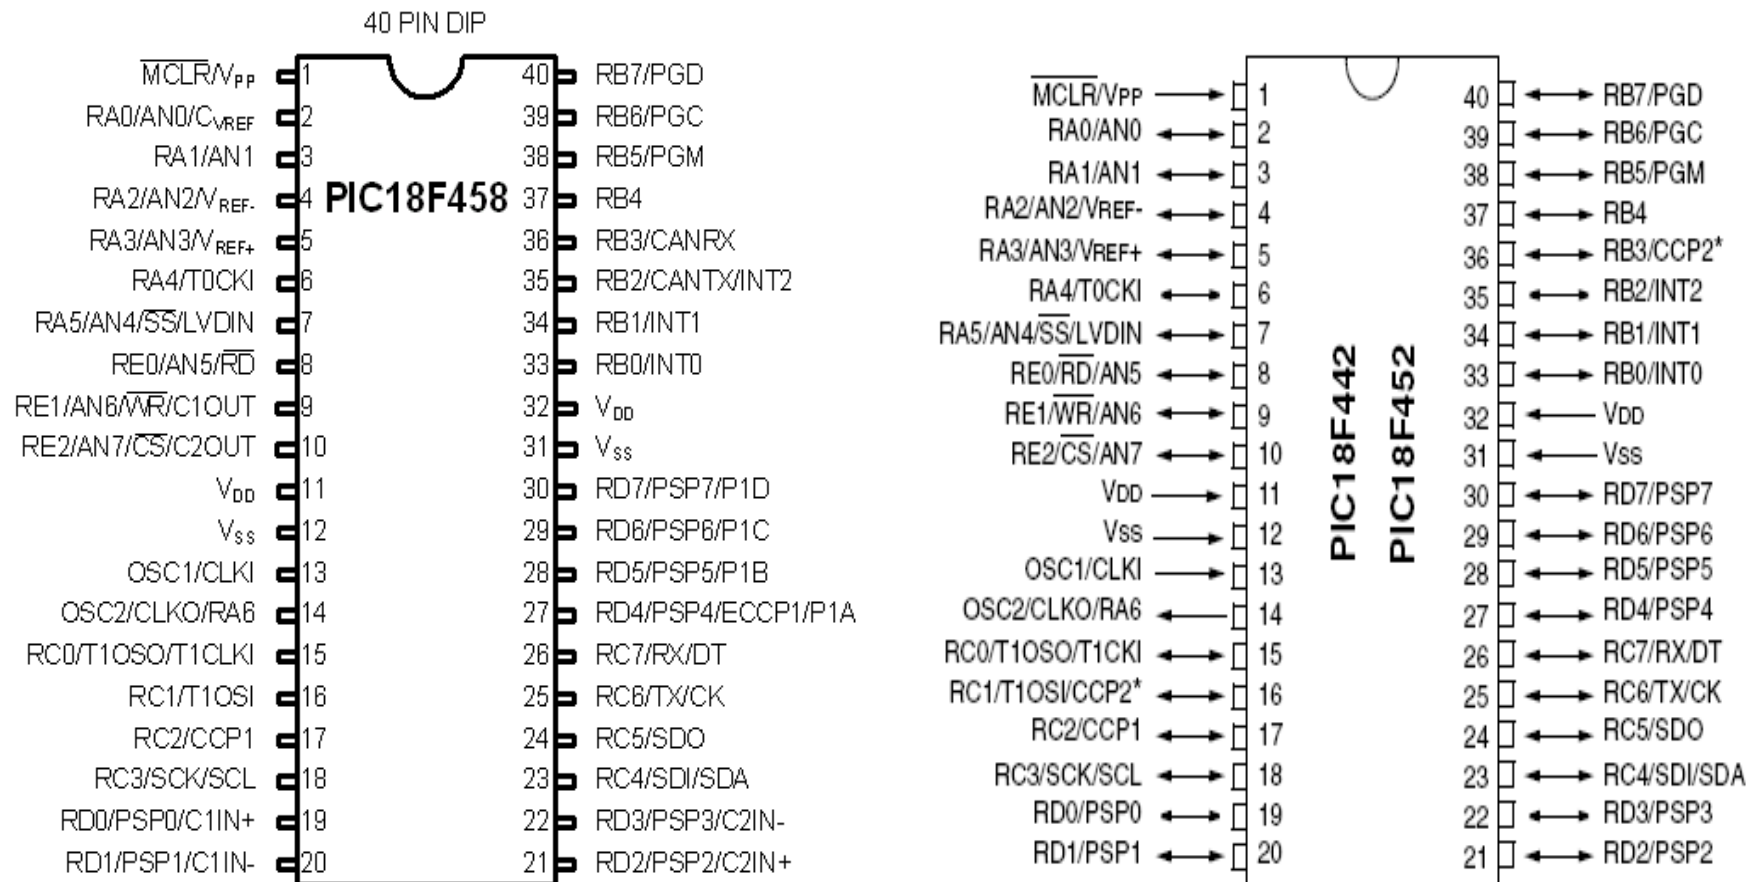 40 PIN DIP
MCLR/VPP 1 40 RB7/PGD
RA0/AN0/CVREF 2 39 RB6/PGC
RA1/AN1 3 38 RB5/PGM
RA2/AN2/VREF- 4 PIC18F458 37 RB4
RA3/AN3/VREF+ 5 36 RB3/CANRX
RA4/T0CKI 6 35 RB2/CANTX/INT2
RA5/AN4/SS/LVDIN 7 34 RB1/INT1
RE0/AN5/RD 8 33 RB0/INT0
RE1/AN6/WR/C1OUT 9 32 VDD
RE2/AN7/CS/C2OUT 10 31 VSS
VDD 11 30 RD7/PSP7/P1D
VSS 12 29 RD6/PSP6/P1C
OSC1/CLKI 13 28 RD5/PSP5/P1B
OSC2/CLKO/RA6 14 27 RD4/PSP4/ECCP1/P1A
RC0/T1OSO/T1CLKI 15 26 RC7/RX/DT
RC1/T1OSI 16 25 RC6/TX/CK
RC2/CCP1 17 24 RC5/SDO
RC3/SCK/SCL 18 23 RC4/SDI/SDA
RD0/PSP0/C1IN+ 19 22 RD3/PSP3/C2IN-
RD1/PSP1/C1IN- 20 21 RD2/PSP2/C2IN+
MCLR/VPP 1 40 RB7/PGD
RA0/AN0 2 39 RB6/PGC
RA1/AN1 3 38 RB5/PGM
RA2/AN2/VREF- 4 37 RB4
RA3/AN3/VREF+ 5 36 RB3/CCP2*
RA4/T0CKI 6 35 RB2/INT2
RA5/AN4/SS/LVDIN 7 34 RB1/INT1
RE0/RD/AN5 8 33 RB0/INT0
RE1/WR/AN6 9 32 VDD
RE2/CS/AN7 10 31 VSS
VDD 11 30 RD7/PSP7
VSS 12 29 RD6/PSP6
OSC1/CLKI 13 28 RD5/PSP5
OSC2/CLKO/RA6 14 27 RD4/PSP4
RC0/T1OSO/T1CKI 15 26 RC7/RX/DT
RC1/T1OSI/CCP2* 16 25 RC6/TX/CK
RC2/CCP1 17 24 RC5/SDO
RC3/SCK/SCL 18 23 RC4/SDI/SDA
RD0/PSP0 19 22 RD3/PSP3
RD1/PSP1 20 21 RD2/PSP2
PIC18F442
PIC18F452